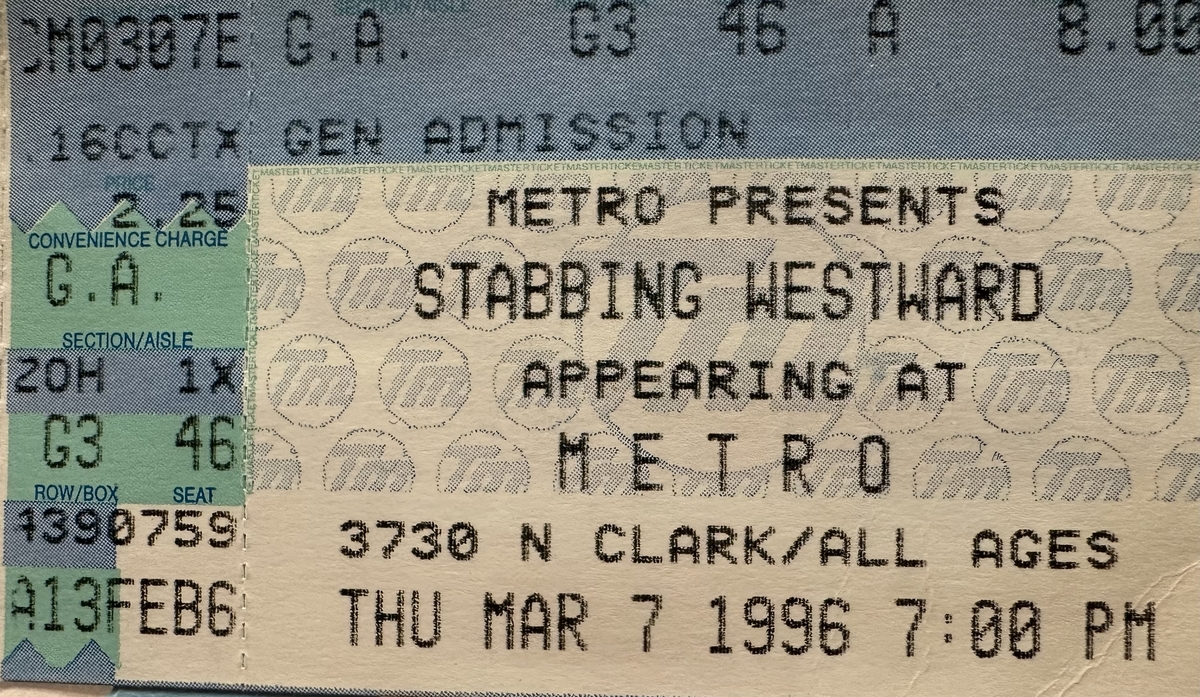 CM0307E G.A. G3 46 A 8.00
.16CCTX GEN ADMISSION
MASTERTICKETMASTERTICKETMASTERTICKETMASTERTICKETMASTERTICKETMASTER
PRICE
2.25
CONVENIENCE CHARGE
G.A.
SECTION/AISLE
ZOH 1X
G3 46
ROW/BOX SEAT
4390759
A13FEB6
METRO PRESENTS
STABBING WESTWARD
APPEARING AT
M E T R O
3730 N CLARK/ALL AGES
THU MAR 7 1996 7:00 PM